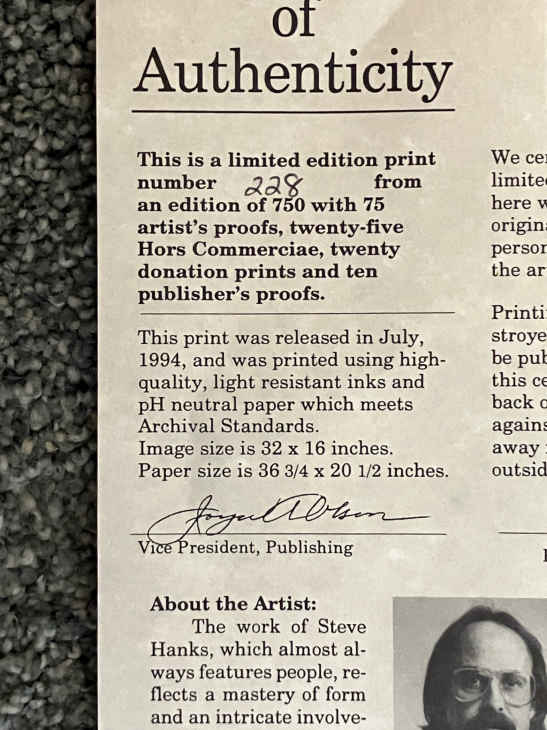 of
Authenticity
This is a limited edition print
number 228 from
an edition of 750 with 75
artist's proofs, twenty-five
Hors Commerciae, twenty
donation prints and ten
publisher's proofs.
This print was released in July,
1994, and was printed using high-
quality, light resistant inks and
pH neutral paper which meets
Archival Standards.
Image size is 32 x 16 inches.
Paper size is 36 3/4 x 20 1/2 inches.
Vice President, Publishing
About the Artist:
The work of Steve
Hanks, which almost al-
ways features people, re-
flects a mastery of form
and an intricate involve-
We cer
limite
here w
origin
person
the ar
Printi
stroye
be pub
this ce
back o
agains
away
outsid